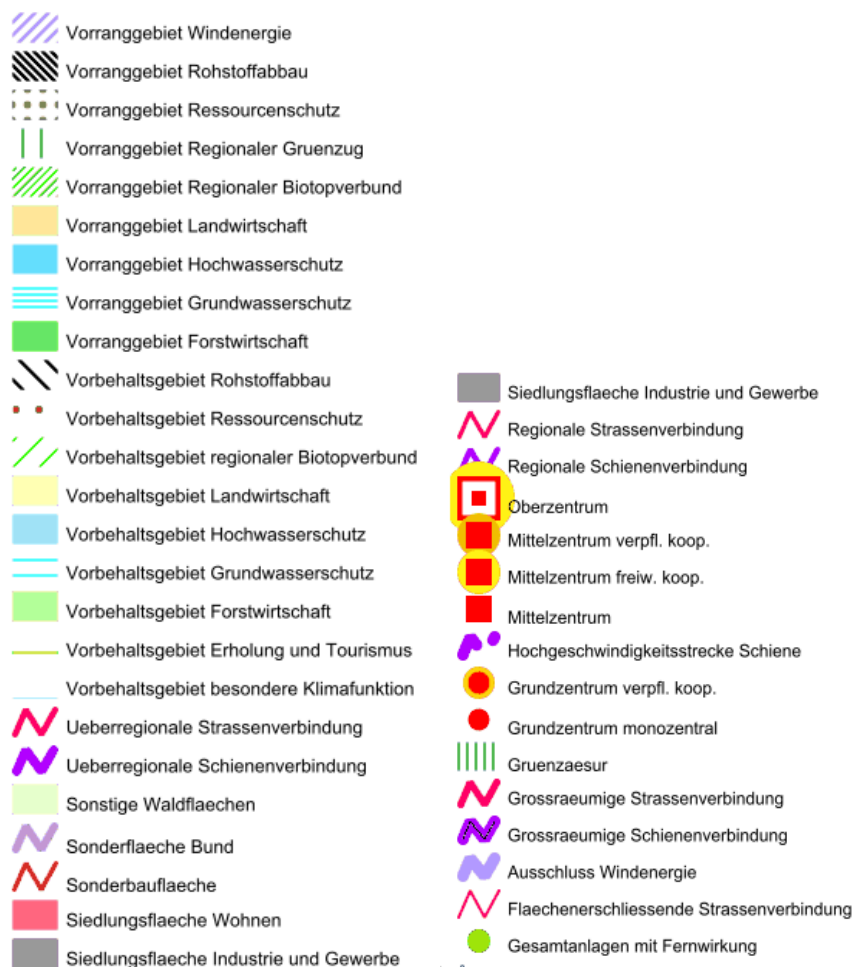 Vorranggebiet Windenergie
Vorranggebiet Rohstoffabbau
Vorranggebiet Ressourcenschutz
Vorranggebiet Regionaler Gruenzug
Vorranggebiet Regionaler Biotopverbund
Vorranggebiet Landwirtschaft
Vorranggebiet Hochwasserschutz
Vorranggebiet Grundwasserschutz
Vorranggebiet Forstwirtschaft
Vorbehaltsgebiet Rohstoffabbau
Vorbehaltsgebiet Ressourcenschutz
Vorbehaltsgebiet regionaler Biotopverbund
Vorbehaltsgebiet Landwirtschaft
Vorbehaltsgebiet Hochwasserschutz
Vorbehaltsgebiet Grundwasserschutz
Vorbehaltsgebiet Forstwirtschaft
Vorbehaltsgebiet Erholung und Tourismus
Vorbehaltsgebiet besondere Klimafunktion
Ueberregionale Strassenverbindung
Ueberregionale Schienenverbindung
Sonstige Waldflaechen
Sonderflaeche Bund
Sonderbauflaeche
Siedlungsflaeche Wohnen
Siedlungsflaeche Industrie und Gewerbe
Siedlungsflaeche Industrie und Gewerbe
Regionale Strassenverbindung
Regionale Schienenverbindung
Oberzentrum
Mittelzentrum verpfl. koop.
Mittelzentrum freiw. koop.
Mittelzentrum
Hochgeschwindigkeitsstrecke Schiene
Grundzentrum verpfl. koop.
Grundzentrum monozentral
Gruenzaesur
Grossraeumige Strassenverbindung
Grossraeumige Schienenverbindung
Ausschluss Windenergie
Flaechenerschliessende Strassenverbindung
Gesamtanlagen mit Fernwirkung